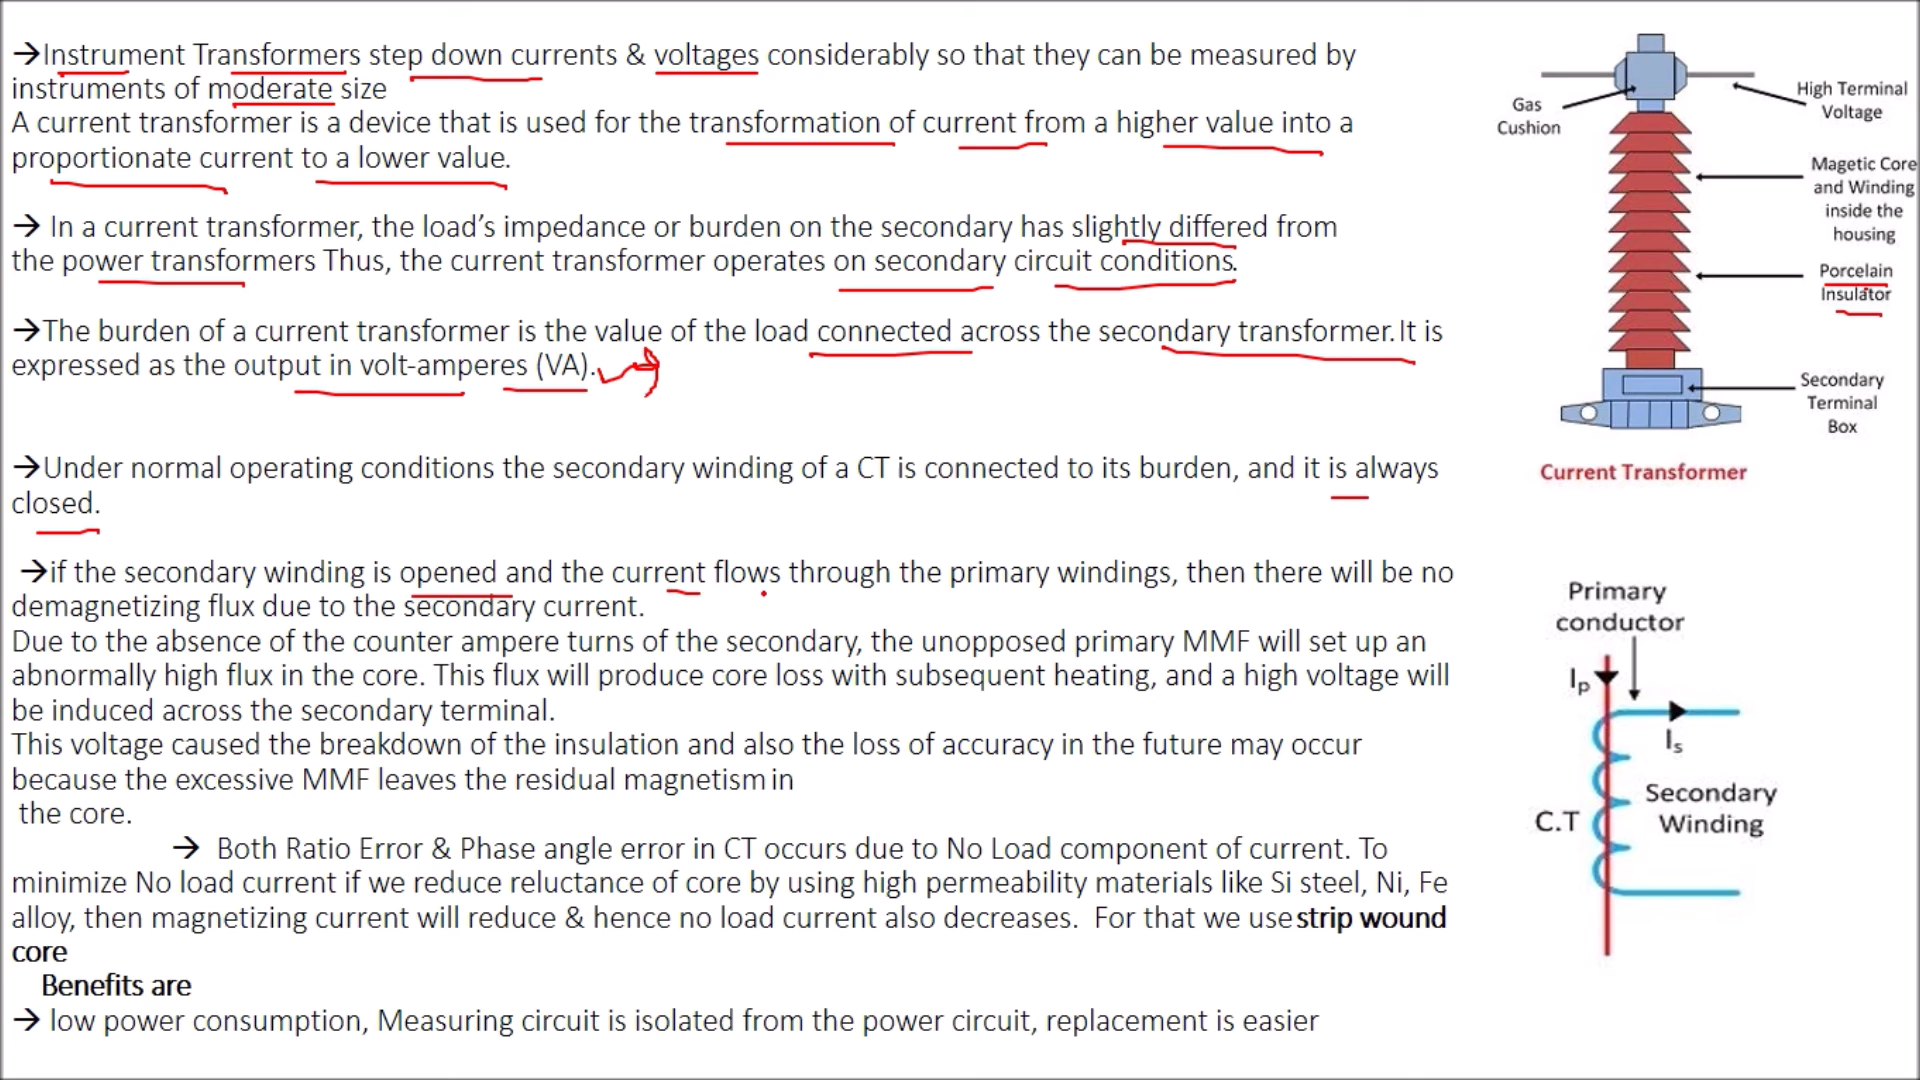 →Instrument Transformers step down currents & voltages considerably so that they can be measured by
instruments of moderate size
A current transformer is a device that is used for the transformation of current from a higher value into a
proportionate current to a lower value.
→ In a current transformer, the load's impedance or burden on the secondary has slightly differed from
the power transformers Thus, the current transformer operates on secondary circuit conditions.
→The burden of a current transformer is the value of the load connected across the secondary transformer.It is
expressed as the output in volt-amperes (VA).
→Under normal operating conditions the secondary winding of a CT is connected to its burden, and it is always
closed.
→if the secondary winding is opened and the current flows through the primary windings, then there will be no
demagnetizing flux due to the secondary current.
Due to the absence of the counter ampere turns of the secondary, the unopposed primary MMF will set up an
abnormally high flux in the core. This flux will produce core loss with subsequent heating, and a high voltage will
be induced across the secondary terminal.
This voltage caused the breakdown of the insulation and also the loss of accuracy in the future may occur
because the excessive MMF leaves the residual magnetism in
the core.
→ Both Ratio Error & Phase angle error in CT occurs due to No Load component of current. To
minimize No load current if we reduce reluctance of core by using high permeability materials like Si steel, Ni, Fe
alloy, then magnetizing current will reduce & hence no load current also decreases. For that we use strip wound
core
Benefits are
→ low power consumption, Measuring circuit is isolated from the power circuit, replacement is easier
Gas
Cushion
High Terminal
Voltage
Magetic Core
and Winding
inside the
housing
Porcelain
Insulator
Secondary
Terminal
Box
Current Transformer
Primary
conductor
Ip
Is
C.T
Secondary
Winding